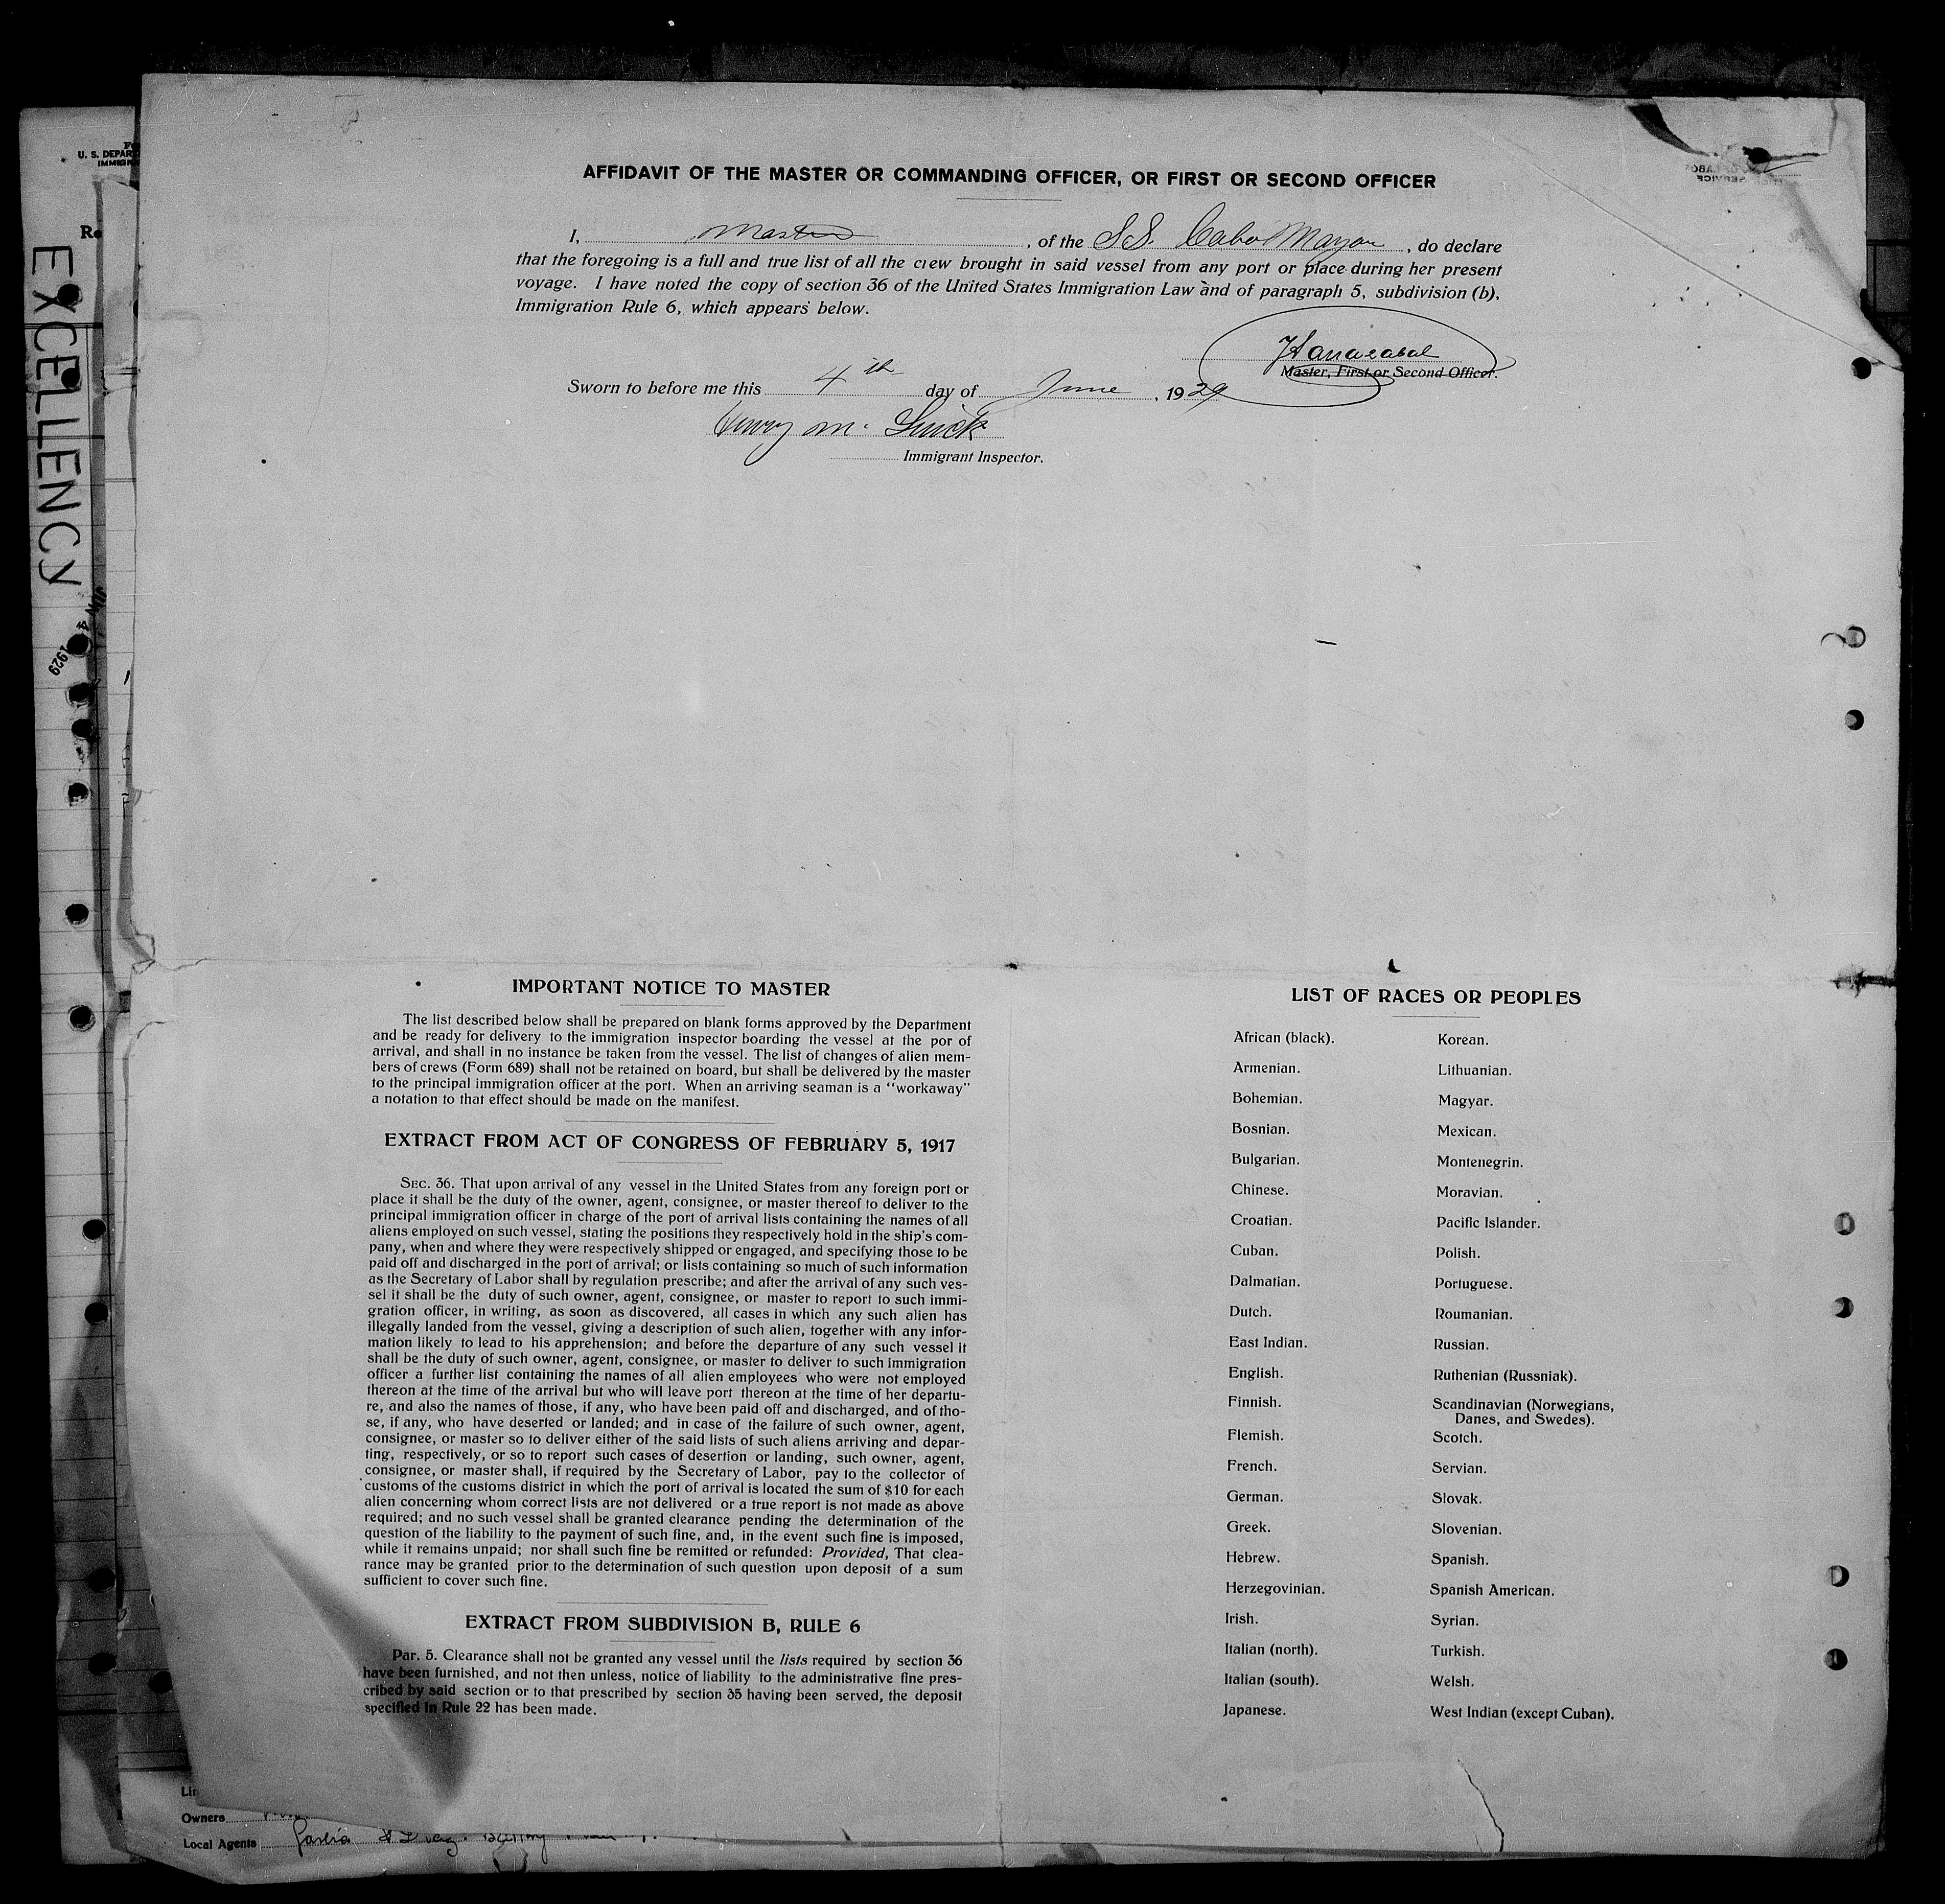 U. S. DEPAR
IMMIGR
Re
EXCELLENCY
JUN 4 1929
AFFIDAVIT OF THE MASTER OR COMMANDING OFFICER, OR FIRST OR SECOND OFFICER
I, Master, of the SS. Cabo Mayor, do declare
that the foregoing is a full and true list of all the crew brought in said vessel from any port or place during her present
voyage. I have noted the copy of section 36 of the United States Immigration Law and of paragraph 5, subdivision (b),
Immigration Rule 6, which appears below.
Master, First or Second Officer.
Sworn to before me this 4th day of June, 1929
Henry M.
Immigrant Inspector.
IMPORTANT NOTICE TO MASTER
The list described below shall be prepared on blank forms approved by the Department
and be ready for delivery to the immigration inspector boarding the vessel at the por of
arrival, and shall in no instance be taken from the vessel. The list of changes of alien mem-
bers of crews (Form 689) shall not be retained on board, but shall be delivered by the master
to the principal immigration officer at the port. When an arriving seaman is a "workaway"
a notation to that effect should be made on the manifest.
EXTRACT FROM ACT OF CONGRESS OF FEBRUARY 5, 1917
SEC. 36. That upon arrival of any vessel in the United States from any foreign port or
place it shall be the duty of the owner, agent, consignee, or master thereof to deliver to the
principal immigration officer in charge of the port of arrival lists containing the names of all
aliens employed on such vessel, stating the positions they respectively hold in the ship's com-
pany, when and where they were respectively shipped or engaged, and specifying those to be
paid off and discharged in the port of arrival; or lists containing so much of such information
as the Secretary of Labor shall by regulation prescribe; and after the arrival of any such ves-
sel it shall be the duty of such owner, agent, consignee, or master to report to such immi-
gration officer, in writing, as soon as discovered, all cases in which any such alien has
illegally landed from the vessel, giving a description of such alien, together with any infor-
mation likely to lead to his apprehension; and before the departure of any such vessel it
shall be the duty of such owner, agent, consignee, or master to deliver to such immigration
officer a further list containing the names of all alien employees who were not employed
thereon at the time of the arrival but who will leave port thereon at the time of her departu-
re, and also the names of those, if any, who have been paid off and discharged, and of tho-
se, if any, who have deserted or landed; and in case of the failure of such owner, agent,
consignee, or master so to deliver either of the said lists of such aliens arriving and depar-
ting, respectively, or so to report such cases of desertion or landing, such owner, agent,
consignee, or master shall, if required by the Secretary of Labor, pay to the collector of
customs of the customs district in which the port of arrival is located the sum of $10 for each
alien concerning whom correct lists are not delivered or a true report is not made as above
required; and no such vessel shall be granted clearance pending the determination of the
question of the liability to the payment of such fine, and, in the event such fine is imposed,
while it remains unpaid; nor shall such fine be remitted or refunded: Provided, That clea-
rance may be granted prior to the determination of such question upon deposit of a sum
sufficient to cover such fine.
EXTRACT FROM SUBDIVISION B, RULE 6
Par. 5. Clearance shall not be granted any vessel until the lists required by section 36
have been furnished, and not then unless, notice of liability to the administrative fine pres-
cribed by said section or to that prescribed by section 35 having been served, the deposit
specified in Rule 22 has been made.
LIST OF RACES OR PEOPLES
African (black). Korean.
Armenian. Lithuanian.
Bohemian. Magyar.
Bosnian. Mexican.
Bulgarian. Montenegrin.
Chinese. Moravian.
Croatian. Pacific Islander.
Cuban. Polish.
Dalmatian. Portuguese.
Dutch. Roumanian.
East Indian. Russian.
English. Ruthenian (Russniak).
Finnish. Scandinavian (Norwegians,
Danes, and Swedes).
Flemish. Scotch.
French. Servian.
German. Slovak.
Greek. Slovenian.
Hebrew. Spanish.
Herzegovinian. Spanish American.
Irish. Syrian.
Italian (north). Turkish.
Italian (south). Welsh.
Japanese. West Indian (except Cuban).
Owners
Local Agents Garcia & Diaz.